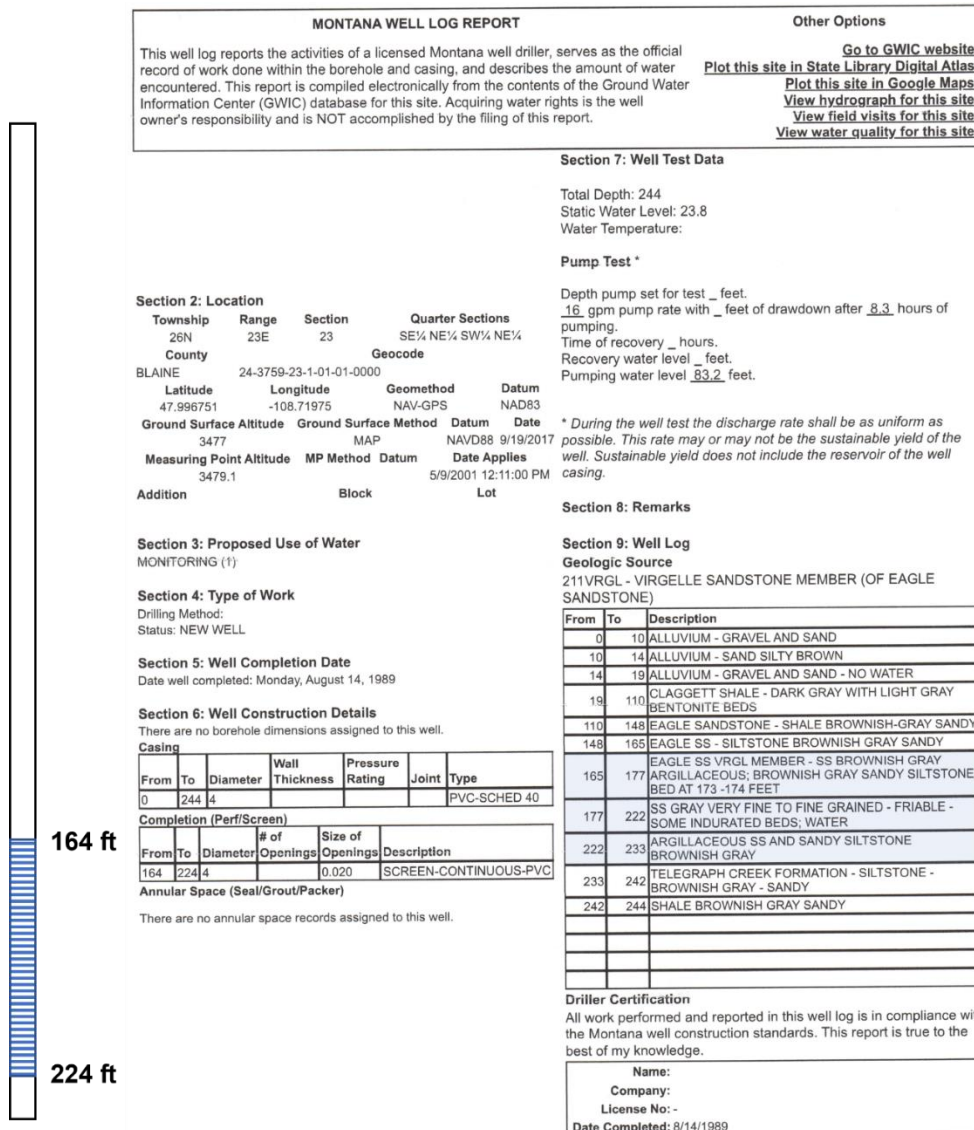 MONTANA WELL LOG REPORT
This well log reports the activities of a licensed Montana well driller, serves as the official
record of work done within the borehole and casing, and describes the amount of water
encountered. This report is compiled electronically from the contents of the Ground Water
Information Center (GWIC) database for this site. Acquiring water rights is the well
owner's responsibility and is NOT accomplished by the filing of this report.
Other Options
Go to GWIC website
Plot this site in State Library Digital Atlas
Plot this site in Google Maps
View hydrograph for this site
View field visits for this site
View water quality for this site
164 ft
224 ft
Section 2: Location
Township Range Section Quarter Sections
26N 23E 23 SE¼ NE¼ SW¼ NE¼
County Geocode
BLAINE 24-3759-23-1-01-01-0000
Latitude Longitude Geomethod Datum
47.996751 -108.71975 NAV-GPS NAD83
Ground Surface Altitude Ground Surface Method Datum Date
3477 MAP NAVD88 9/19/2017
Measuring Point Altitude MP Method Datum Date Applies
3479.1 5/9/2001 12:11:00 PM
Addition Block Lot
Section 3: Proposed Use of Water
MONITORING (1)
Section 4: Type of Work
Drilling Method:
Status: NEW WELL
Section 5: Well Completion Date
Date well completed: Monday, August 14, 1989
Section 6: Well Construction Details
There are no borehole dimensions assigned to this well.
Casing
From To Diameter Wall Thickness Pressure Rating Joint Type
0 244 4 PVC-SCHED 40
Completion (Perf/Screen)
From To Diameter # of Openings Size of Openings Description
164 224 4 0.020 SCREEN-CONTINUOUS-PVC
Annular Space (Seal/Grout/Packer)
There are no annular space records assigned to this well.
Section 7: Well Test Data
Total Depth: 244
Static Water Level: 23.8
Water Temperature:
Pump Test *
Depth pump set for test _ feet.
16 gpm pump rate with _ feet of drawdown after 8.3 hours of
pumping.
Time of recovery _ hours.
Recovery water level _ feet.
Pumping water level 83.2 feet.
* During the well test the discharge rate shall be as uniform as
possible. This rate may or may not be the sustainable yield of the
well. Sustainable yield does not include the reservoir of the well
casing.
Section 8: Remarks
Section 9: Well Log
Geologic Source
211VRGL - VIRGELLE SANDSTONE MEMBER (OF EAGLE
SANDSTONE)
From To Description
0 10 ALLUVIUM - GRAVEL AND SAND
10 14 ALLUVIUM - SAND SILTY BROWN
14 19 ALLUVIUM - GRAVEL AND SAND - NO WATER
19 110 CLAGGETT SHALE - DARK GRAY WITH LIGHT GRAY
BENTONITE BEDS
110 148 EAGLE SANDSTONE - SHALE BROWNISH-GRAY SANDY
148 165 EAGLE SS - SILTSTONE BROWNISH GRAY SANDY
165 177 EAGLE SS VRGL MEMBER - SS BROWNISH GRAY
ARGILLACEOUS; BROWNISH GRAY SANDY SILTSTONE
BED AT 173 -174 FEET
177 222 SS GRAY VERY FINE TO FINE GRAINED - FRIABLE -
SOME INDURATED BEDS; WATER
222 233 ARGILLACEOUS SS AND SANDY SILTSTONE
BROWNISH GRAY
233 242 TELEGRAPH CREEK FORMATION - SILTSTONE -
BROWNISH GRAY - SANDY
242 244 SHALE BROWNISH GRAY SANDY
Driller Certification
All work performed and reported in this well log is in compliance wi
the Montana well construction standards. This report is true to the
best of my knowledge.
Name:
Company:
License No: -
Date Completed: 8/14/1989